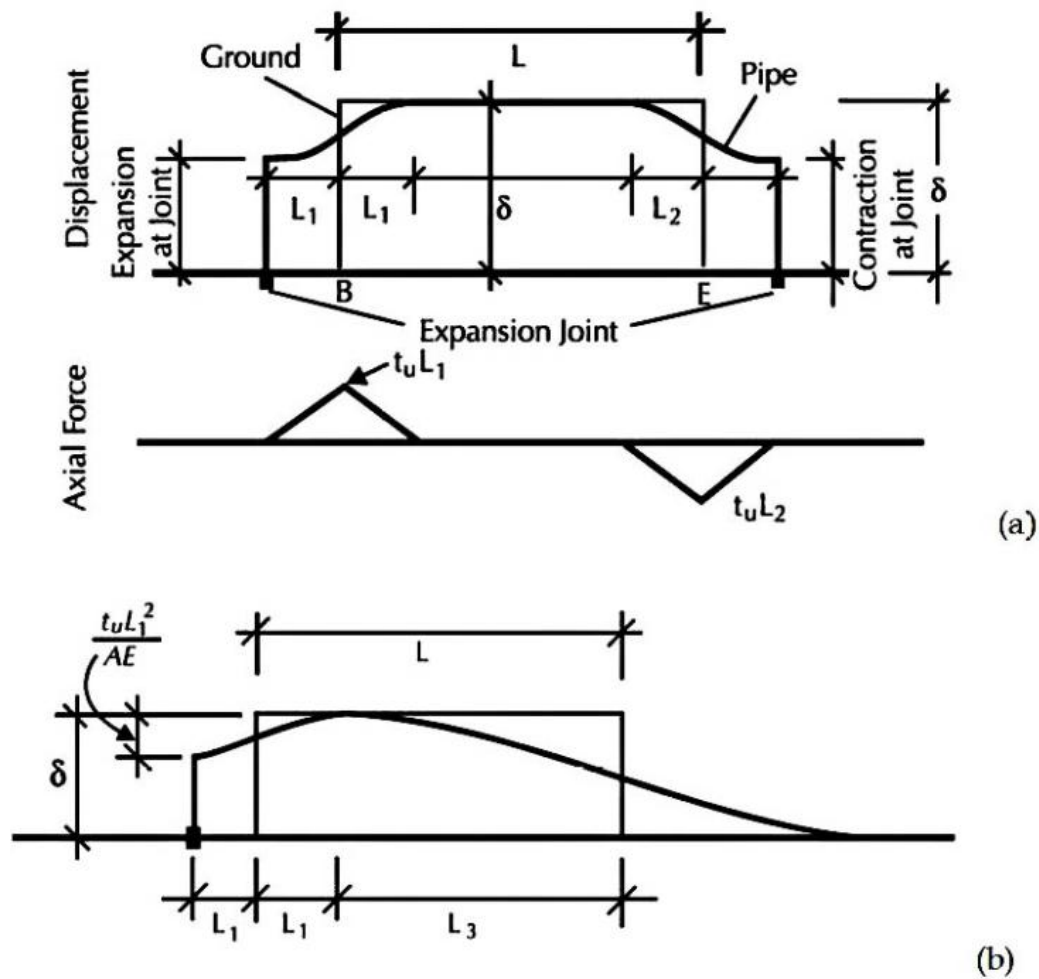 L
Ground
Pipe
Displacement
Expansion
at Joint
L₁
L₁
δ
L₂
Contraction
at Joint
δ
B
E
Expansion Joint
Axial Force
tᵤL₁
tᵤL₂
(a)
tᵤL₁²
AE
L
δ
L₁
L₁
L₃
(b)